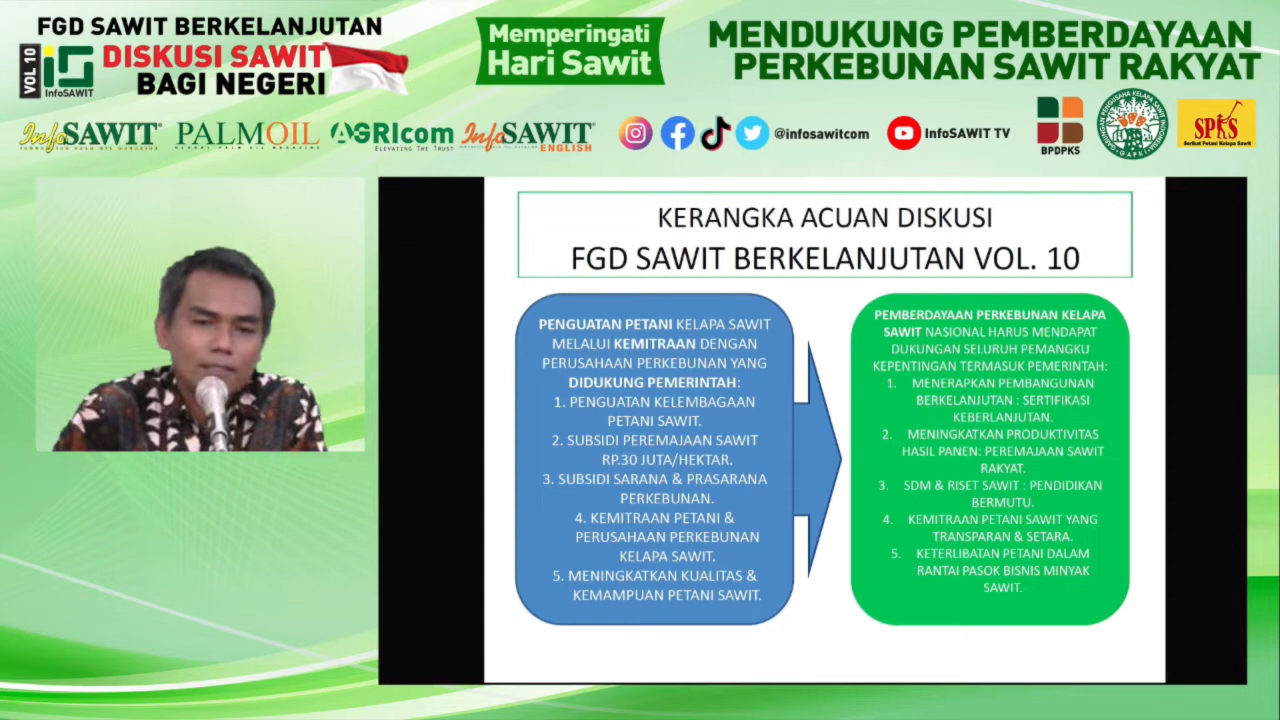 FGD SAWIT BERKELANJUTAN
VOL 10
iS
InfoSAWIT
DISKUSI SAWIT
BAGI NEGERI
Memperingati
Hari Sawit
MENDUKUNG PEMBERDAYAAN
PERKEBUNAN SAWIT RAKYAT
InfoSAWIT
PALMOIL
AGRIcom
ELEVATING THE TRUST
InfoSAWIT
ENGLISH
@infosawitcom
InfoSAWIT TV
BPDPKS
GAPKI
SPKS
Serikat Petani Kelapa Sawit
KERANGKA ACUAN DISKUSI
FGD SAWIT BERKELANJUTAN VOL. 10
PENGUATAN PETANI KELAPA SAWIT
MELALUI KEMITRAAN DENGAN
PERUSAHAAN PERKEBUNAN YANG
DIDUKUNG PEMERINTAH:
1. PENGUATAN KELEMBAGAAN
PETANI SAWIT.
2. SUBSIDI PEREMAJAAN SAWIT
RP.30 JUTA/HEKTAR.
3. SUBSIDI SARANA & PRASARANA
PERKEBUNAN.
4. KEMITRAAN PETANI &
PERUSAHAAN PERKEBUNAN
KELAPA SAWIT.
5. MENINGKATKAN KUALITAS &
KEMAMPUAN PETANI SAWIT.
PEMBERDAYAAN PERKEBUNAN KELAPA
SAWIT NASIONAL HARUS MENDAPAT
DUKUNGAN SELURUH PEMANGKU
KEPENTINGAN TERMASUK PEMERINTAH:
1. MENERAPKAN PEMBANGUNAN
BERKELANJUTAN : SERTIFIKASI
KEBERLANJUTAN.
2. MENINGKATKAN PRODUKTIVITAS
HASIL PANEN: PEREMAJAAN SAWIT
RAKYAT.
3. SDM & RISET SAWIT : PENDIDIKAN
BERMUTU.
4. KEMITRAAN PETANI SAWIT YANG
TRANSPARAN & SETARA.
5. KETERLIBATAN PETANI DALAM
RANTAI PASOK BISNIS MINYAK
SAWIT.